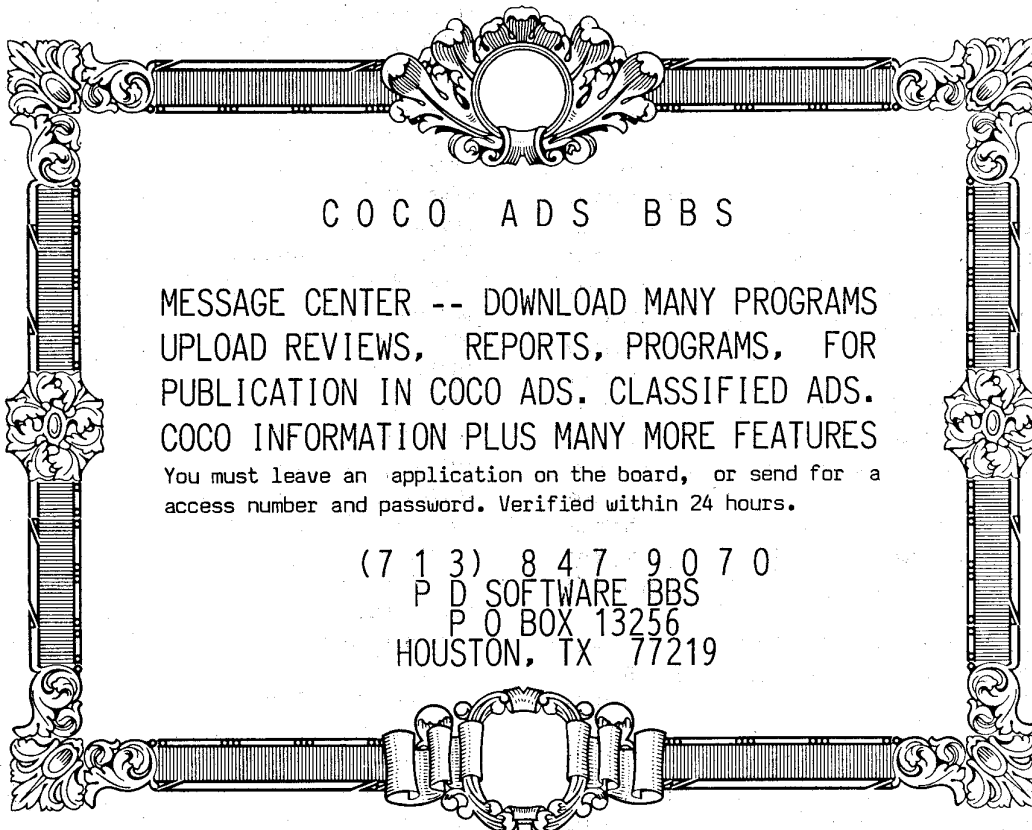 COCO ADS BBS
MESSAGE CENTER -- DOWNLOAD MANY PROGRAMS
UPLOAD REVIEWS, REPORTS, PROGRAMS, FOR
PUBLICATION IN COCO ADS. CLASSIFIED ADS.
COCO INFORMATION PLUS MANY MORE FEATURES
You must leave an application on the board, or send for a
access number and password. Verified within 24 hours.
(713) 847 9070
P D SOFTWARE BBS
P O BOX 13256
HOUSTON, TX 77219